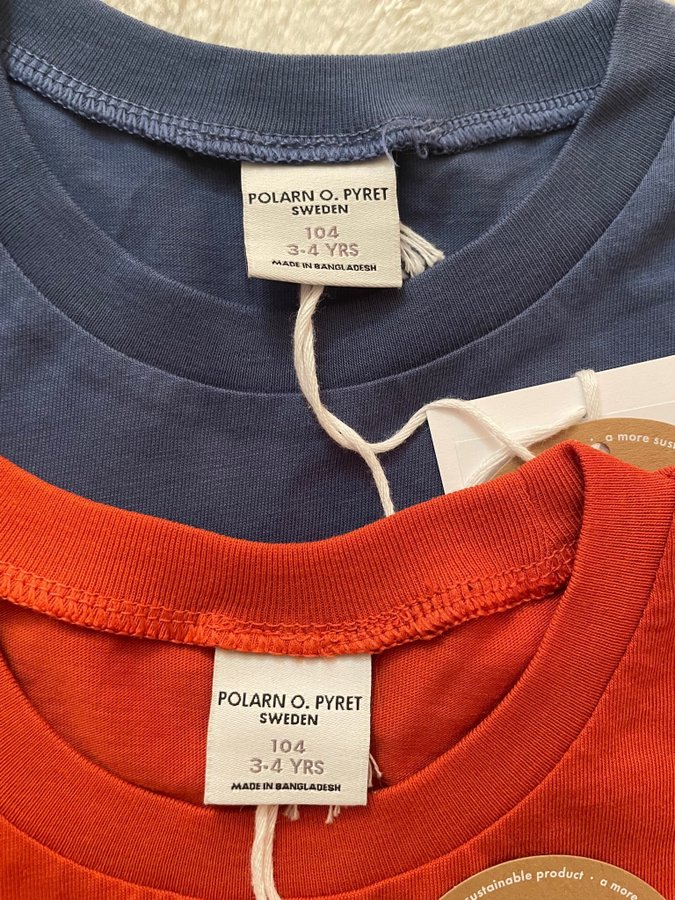 POLARN O. PYRET
SWEDEN
104
3-4 YRS
MADE IN BANGLADESH
· a more
POLARN O. PYRET
SWEDEN
104
3-4 YRS
MADE IN BANGLADESH
sustainable product · a more